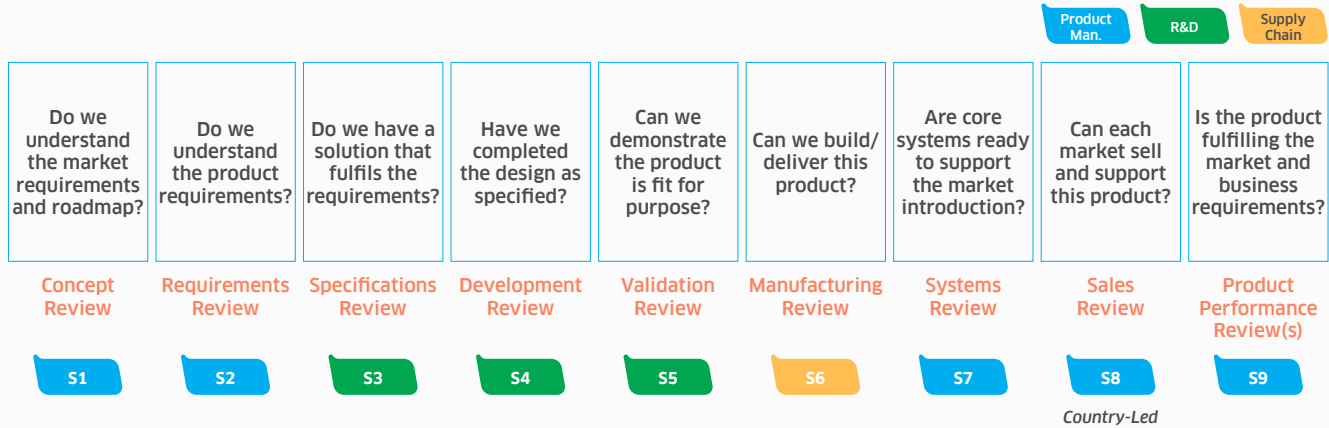 Product
Man.
R&D
Supply
Chain
Do we
understand
the market
requirements
and roadmap?
Do we
understand
the product
requirements?
Do we have a
solution that
fulfils the
requirements?
Have we
completed
the design as
specified?
Can we
demonstrate
the product
is fit for
purpose?
Can we build/
deliver this
product?
Are core
systems ready
to support
the market
introduction?
Can each
market sell
and support
this product?
Is the product
fulfilling the
market and
business
requirements?
Concept
Review
Requirements
Review
Specifications
Review
Development
Review
Validation
Review
Manufacturing
Review
Systems
Review
Sales
Review
Product
Performance
Review(s)
S1
S2
S3
S4
S5
S6
S7
S8
S9
Country-Led